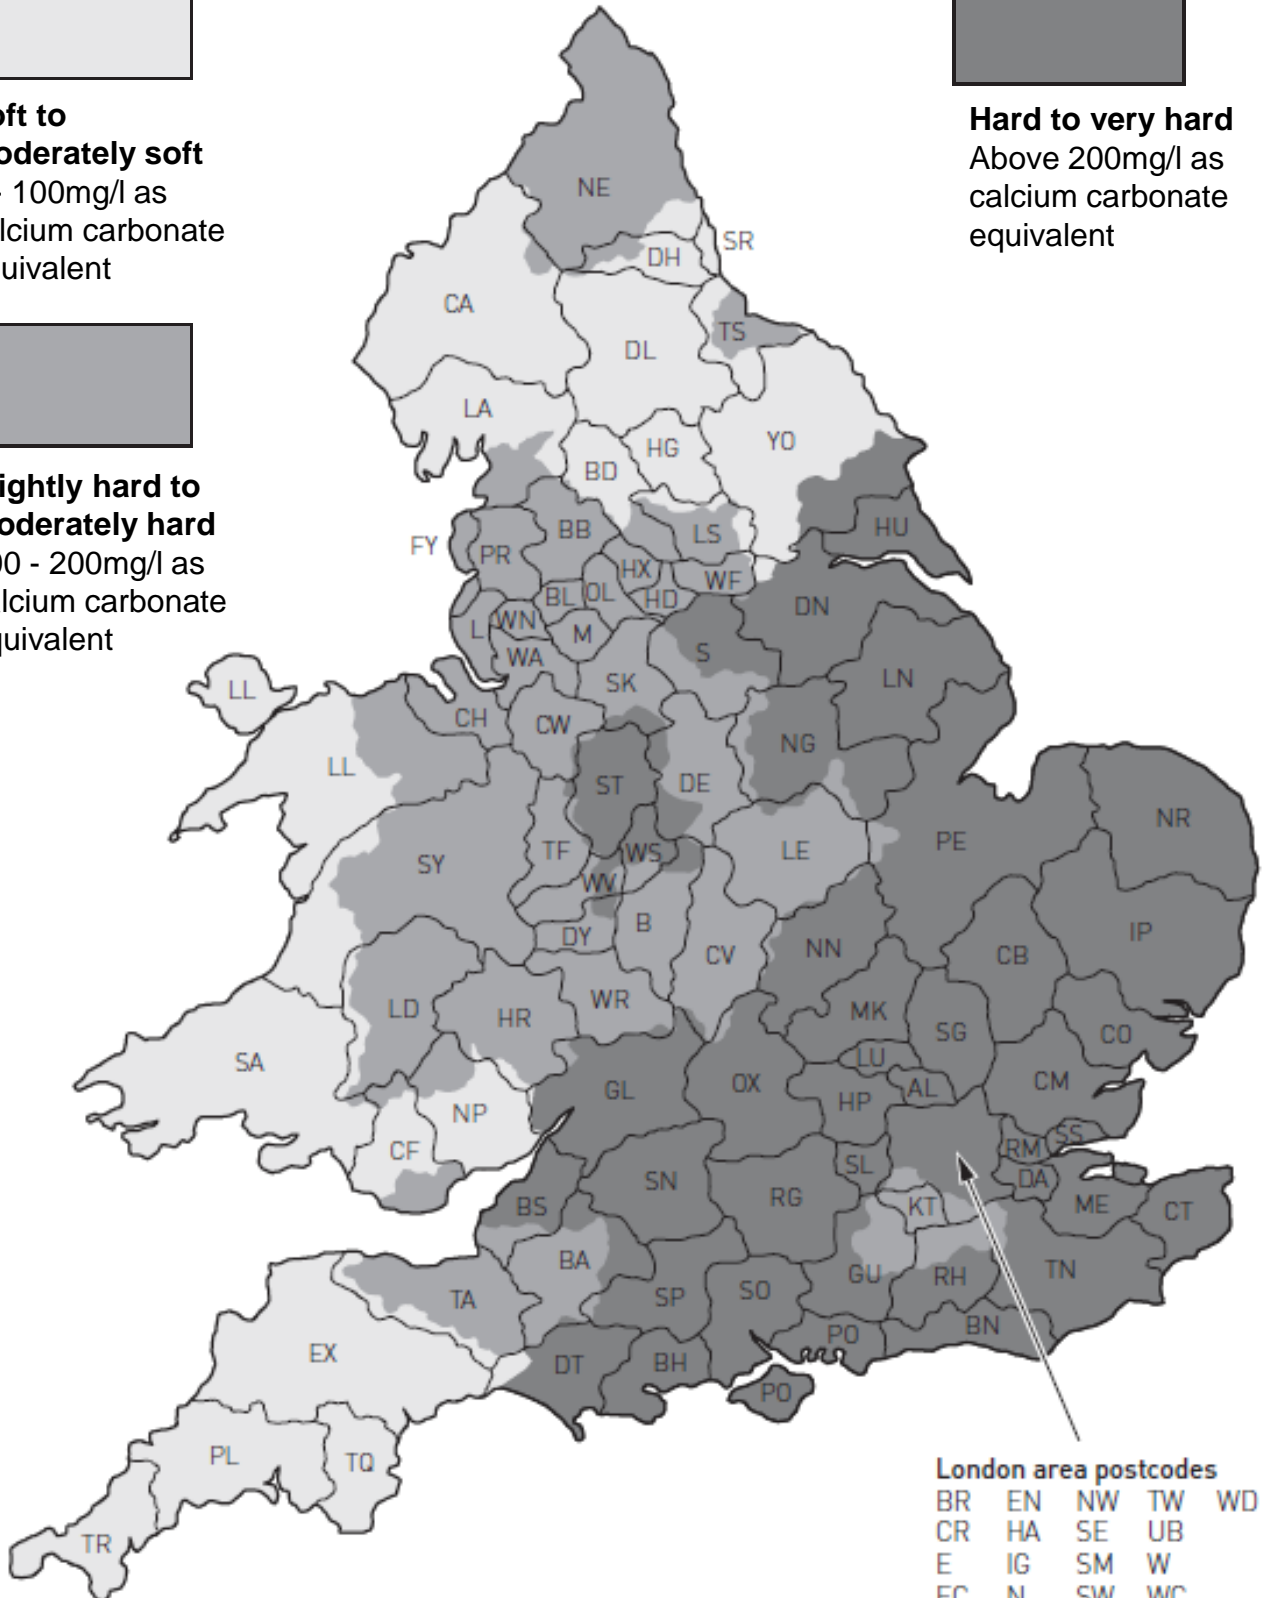 oft to
oderately soft
- 100mg/l as
lcium carbonate
uivalent
Hard to very hard
Above 200mg/l as
calcium carbonate
equivalent
ightly hard to
oderately hard
00 - 200mg/l as
alcium carbonate
quivalent
NE
SR
DH
CA
TS
DL
LA
YO
HG
BD
HU
LS
BB
FY
PR
HX
WF
BL
OL
HD
DN
WN
L
M
S
WA
SK
LN
LL
CH
CW
NG
LL
ST
DE
NR
PE
TF
WS
LE
SY
WV
B
IP
DY
CV
NN
CB
WR
LD
HR
MK
SG
CO
LU
SA
OX
AL
CM
GL
HP
NP
SS
RM
CF
SL
SN
DA
RG
BS
KT
ME
CT
BA
TN
GU
RH
SO
TA
SP
BN
PO
EX
DT
BH
PO
PL
TQ
TR
London area postcodes
BR EN NW TW WD
CR HA SE UB
E IG SM W
EC N SW WC